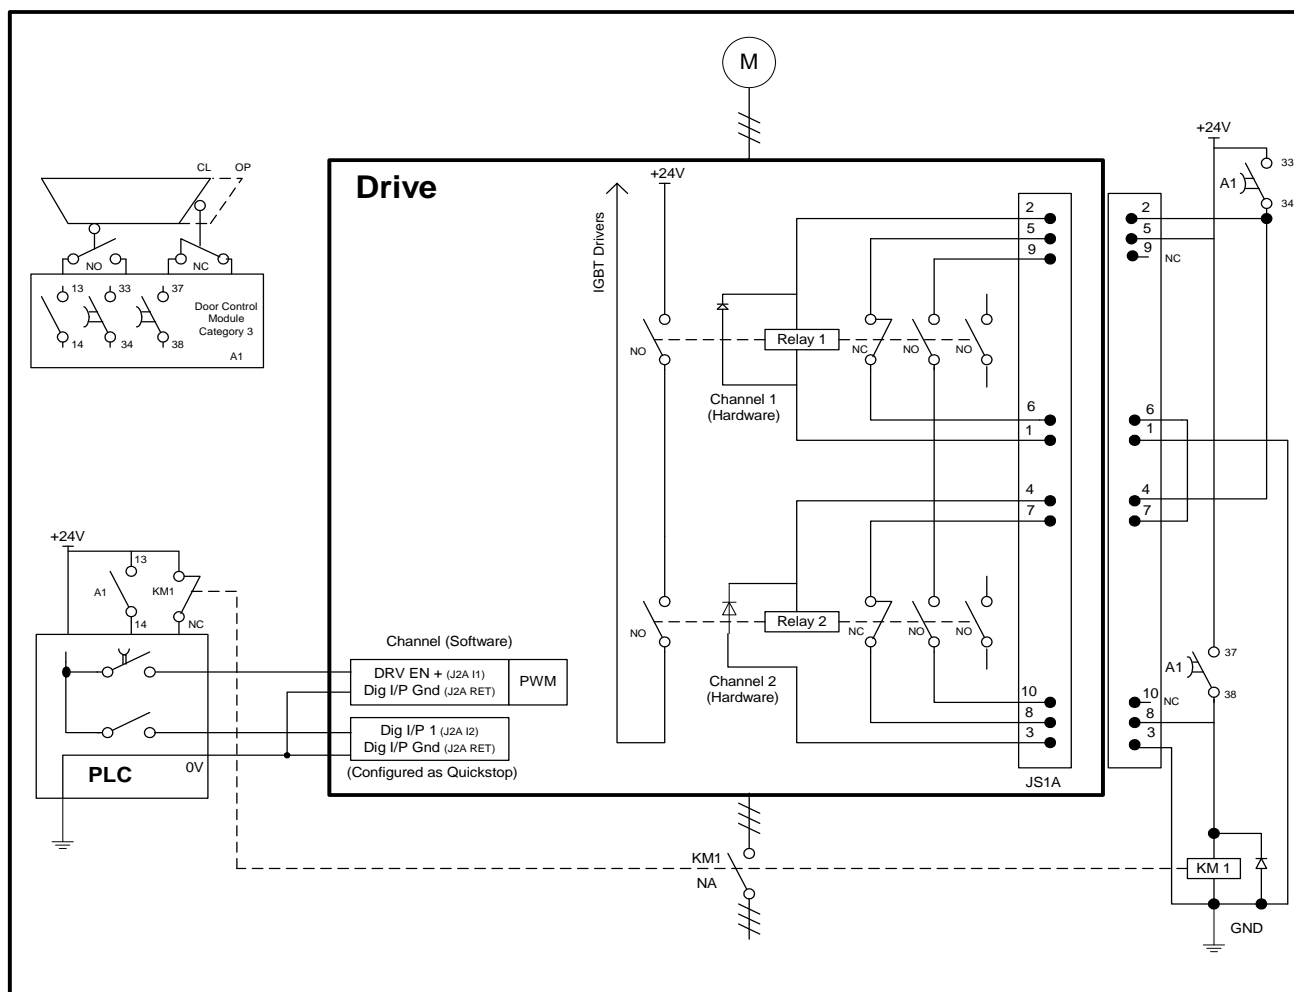 M
+24V
33
A1
34
CL
OP
NO
NC
13
33
37
14
34
38
Door Control
Module
Category 3
A1
Drive
+24V
IGBT Drivers
NO
Relay 1
NC
NO
NO
Channel 1
(Hardware)
2
5
9
6
1
4
7
10
8
3
JS1A
2
5
9
NC
6
1
4
7
10
NC
8
3
NO
Relay 2
NC
NO
NO
Channel 2
(Hardware)
+24V
13
A1
KM1
14
NC
PLC
0V
Channel (Software)
DRV EN + (J2A I1)
Dig I/P Gnd (J2A RET)
PWM
Dig I/P 1 (J2A I2)
Dig I/P Gnd (J2A RET)
(Configured as Quickstop)
37
A1
38
KM1
NA
KM 1
GND